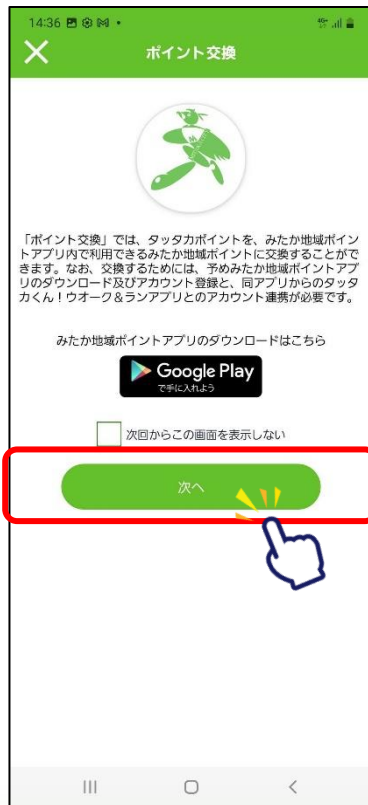 14:36
ポイント交換
「ポイント交換」では、タッタカポイントを、みたか地域ポイン
トアプリ内で利用できるみたか地域ポイントに交換することがで
きます。なお、交換するためには、予めみたか地域ポイントアプ
リのダウンロード及びアカウント登録と、同アプリからのタッタ
カくん！ウオーク＆ランアプリとのアカウント連携が必要です。
みたか地域ポイントアプリのダウンロードはこちら
Google Play
で手に入れよう
次回からこの画面を表示しない
次へ